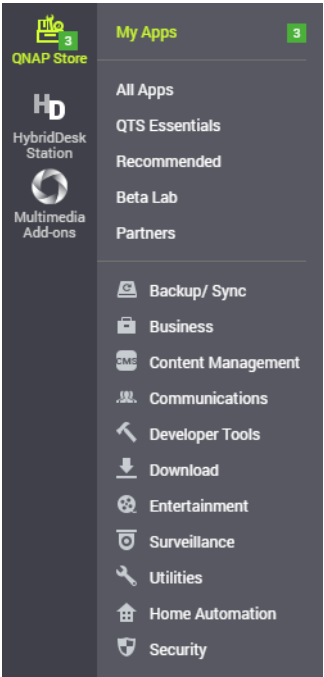 3
QNAP Store
HD
HybridDesk
Station
Multimedia
Add-ons
My Apps 3
All Apps
QTS Essentials
Recommended
Beta Lab
Partners
Backup/ Sync
Business
CMS Content Management
Communications
Developer Tools
Download
Entertainment
Surveillance
Utilities
Home Automation
Security